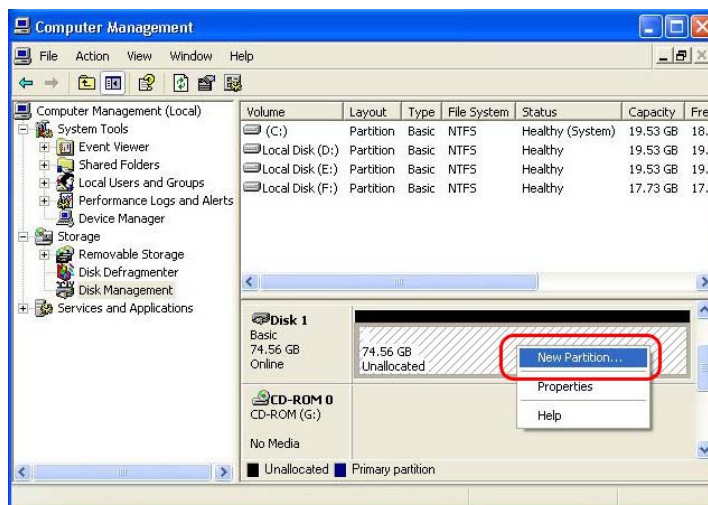 Computer Management
File Action View Window Help
Computer Management (Local)
System Tools
Event Viewer
Shared Folders
Local Users and Groups
Performance Logs and Alerts
Device Manager
Storage
Removable Storage
Disk Defragmenter
Disk Management
Services and Applications
Volume Layout Type File System Status Capacity Fre
(C:) Partition Basic NTFS Healthy (System) 19.53 GB 18.
Local Disk (D:) Partition Basic NTFS Healthy 19.53 GB 19.
Local Disk (E:) Partition Basic NTFS Healthy 19.53 GB 19.
Local Disk (F:) Partition Basic NTFS Healthy 17.73 GB 17.
Disk 1
Basic
74.56 GB
Online
74.56 GB
Unallocated
New Partition...
Properties
Help
CD-ROM 0
CD-ROM (G:)
No Media
Unallocated Primary partition